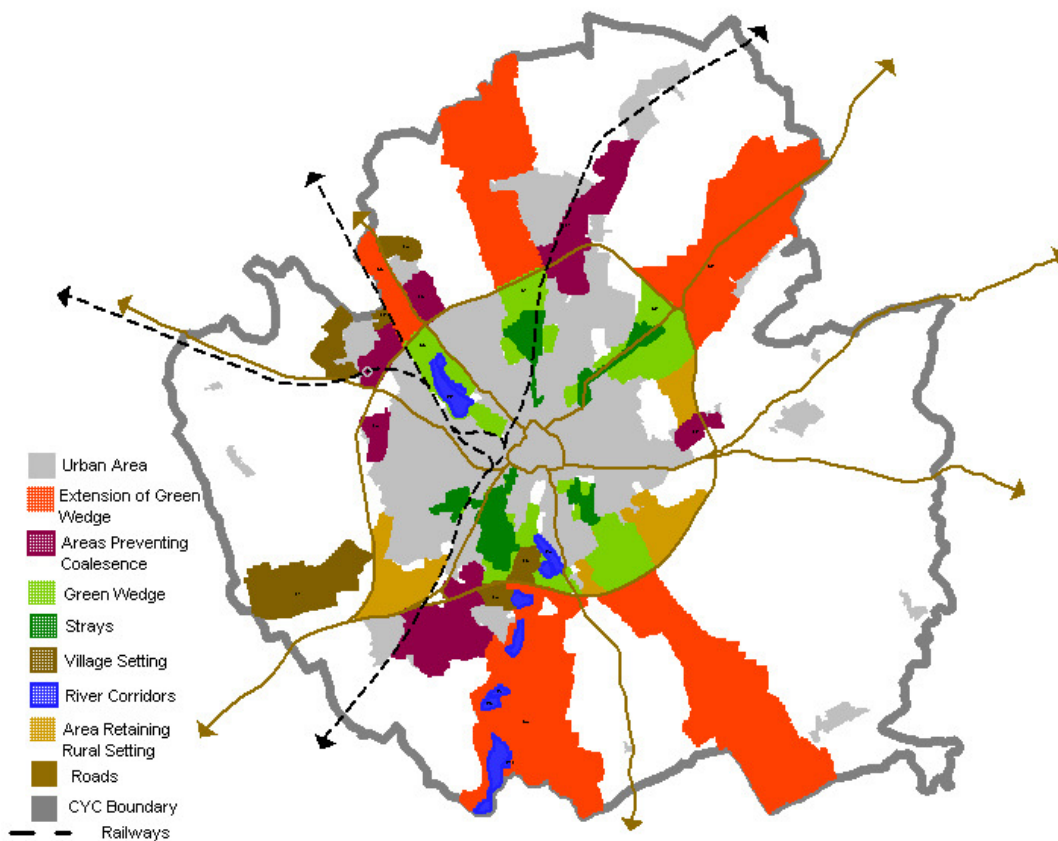 Urban Area
Extension of Green
Wedge
Areas Preventing
Coalesence
Green Wedge
Strays
Village Setting
River Corridors
Area Retaining
Rural Setting
Roads
CYC Boundary
Railways